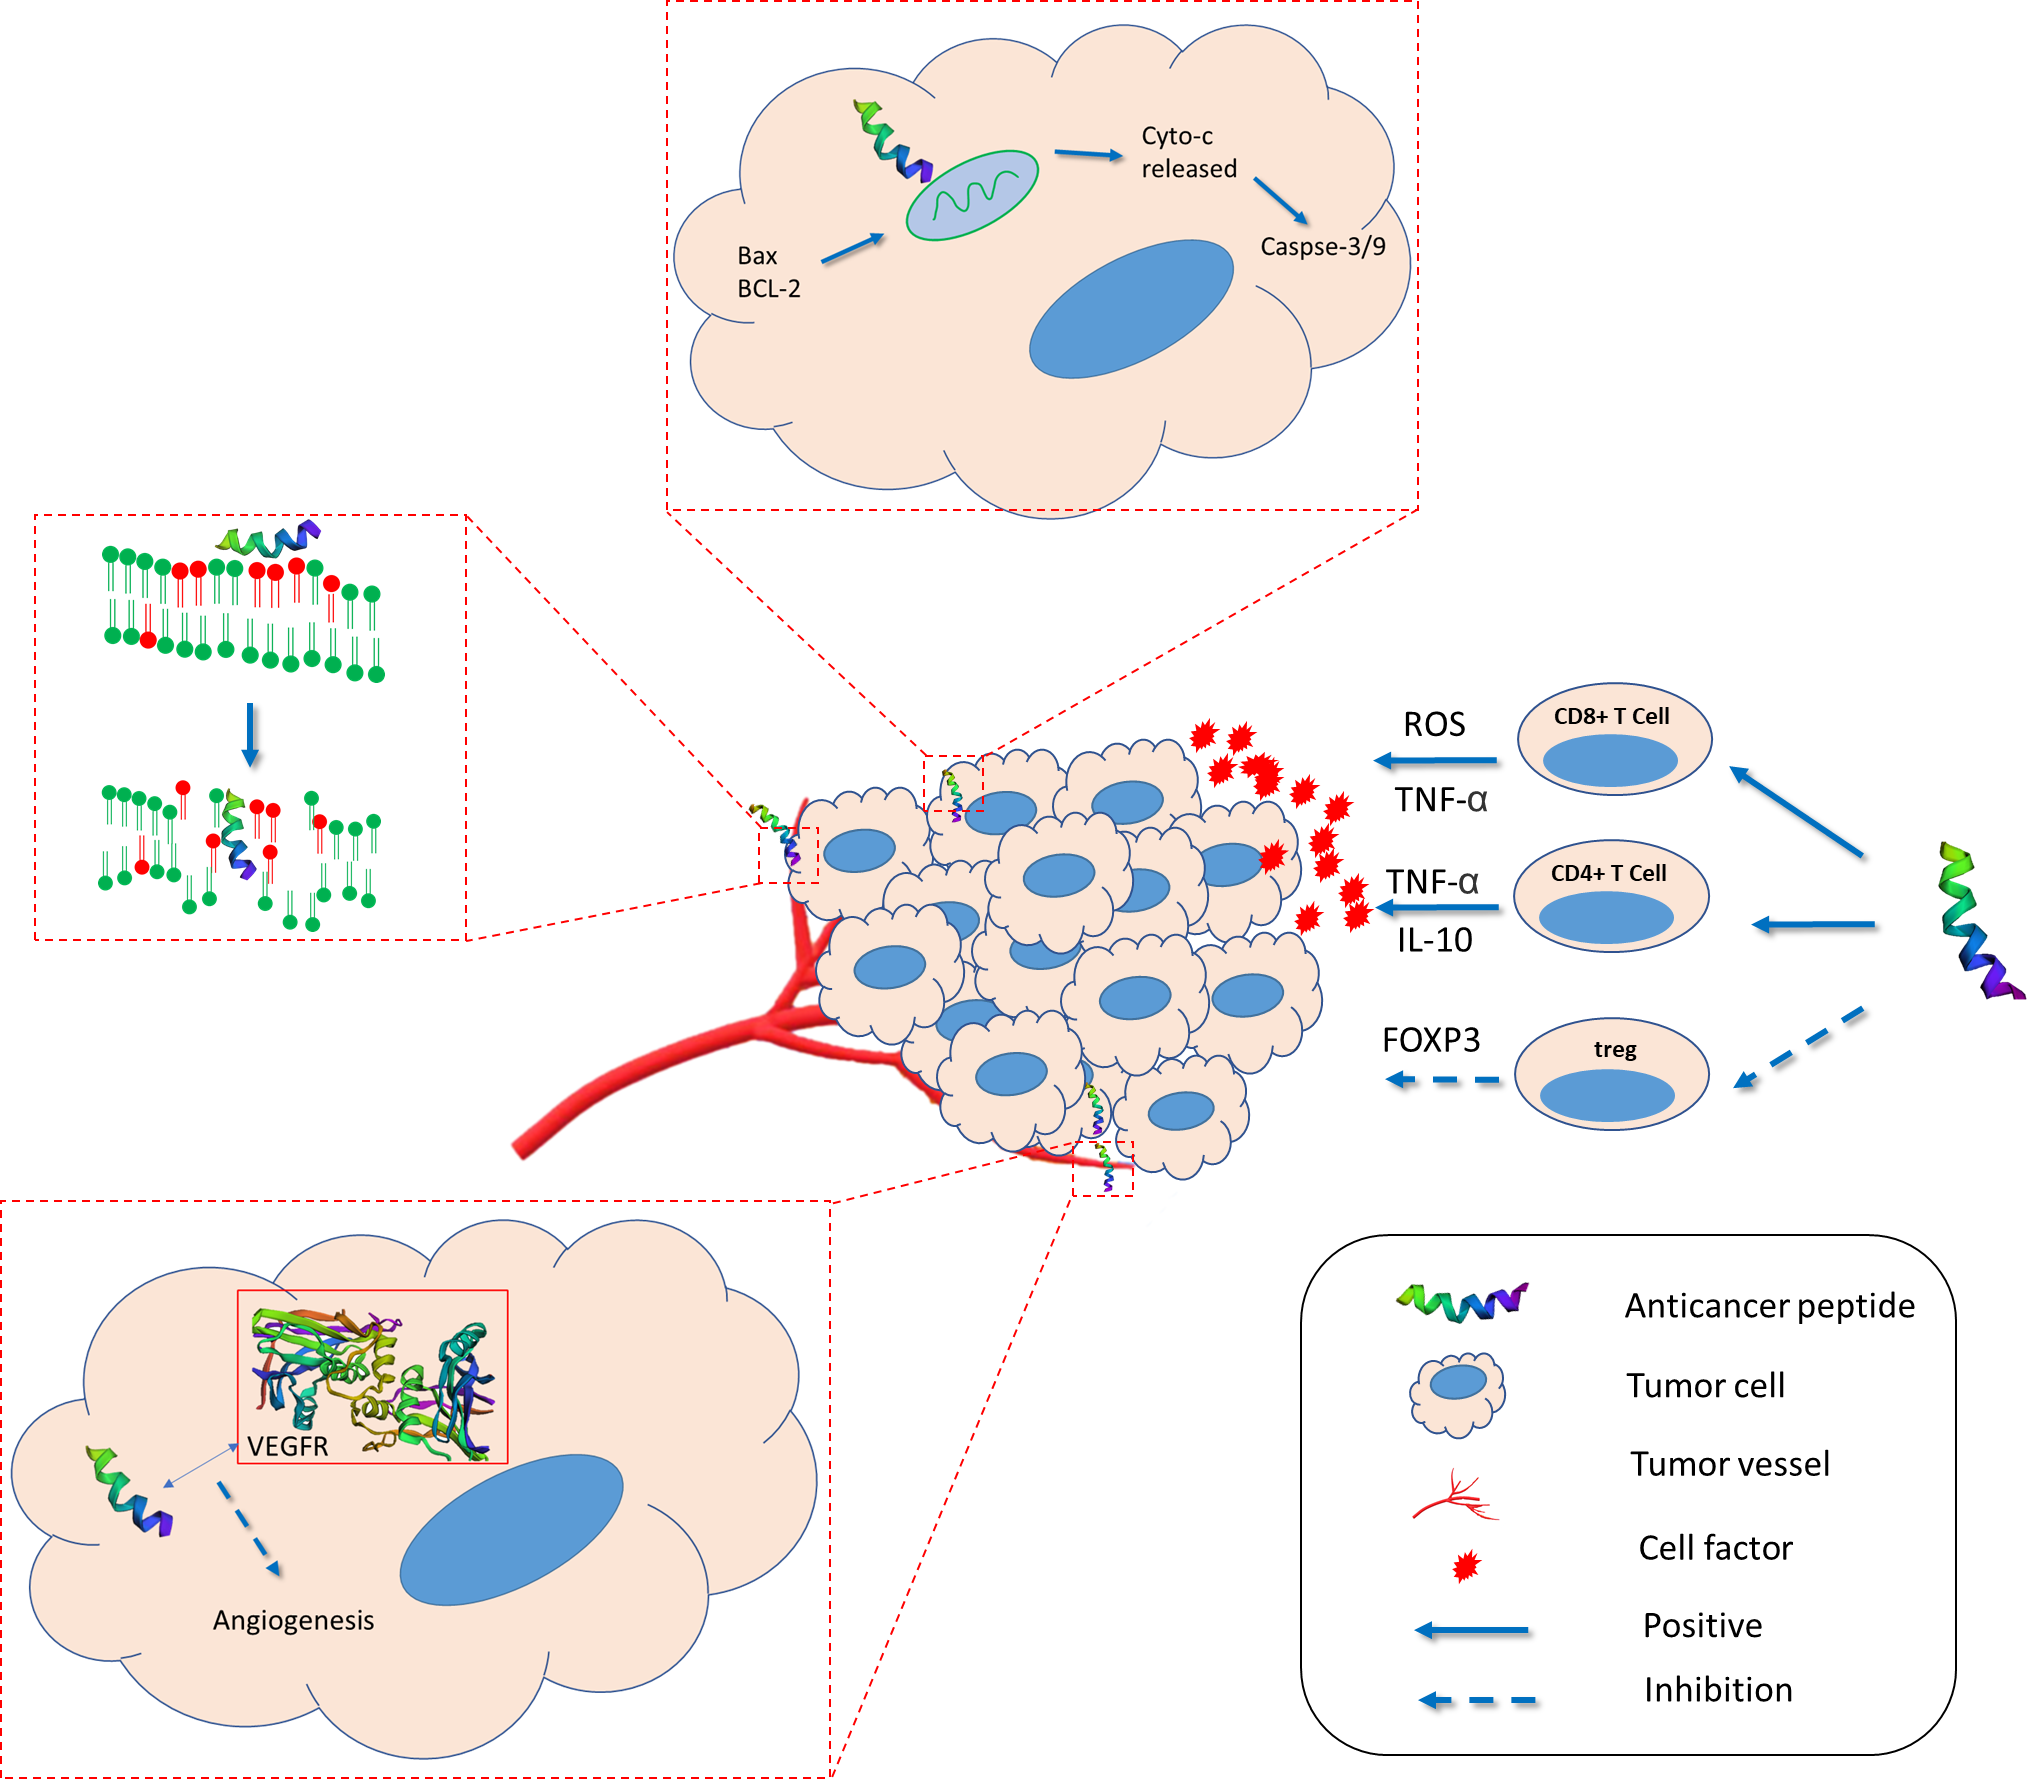 Cyto-c
released
Caspse-3/9
Bax
BCL-2
ROS
TNF-α
CD8+ T Cell
TNF-α
IL-10
CD4+ T Cell
FOXP3
treg
VEGFR
Angiogenesis
Anticancer peptide
Tumor cell
Tumor vessel
Cell factor
Positive
Inhibition